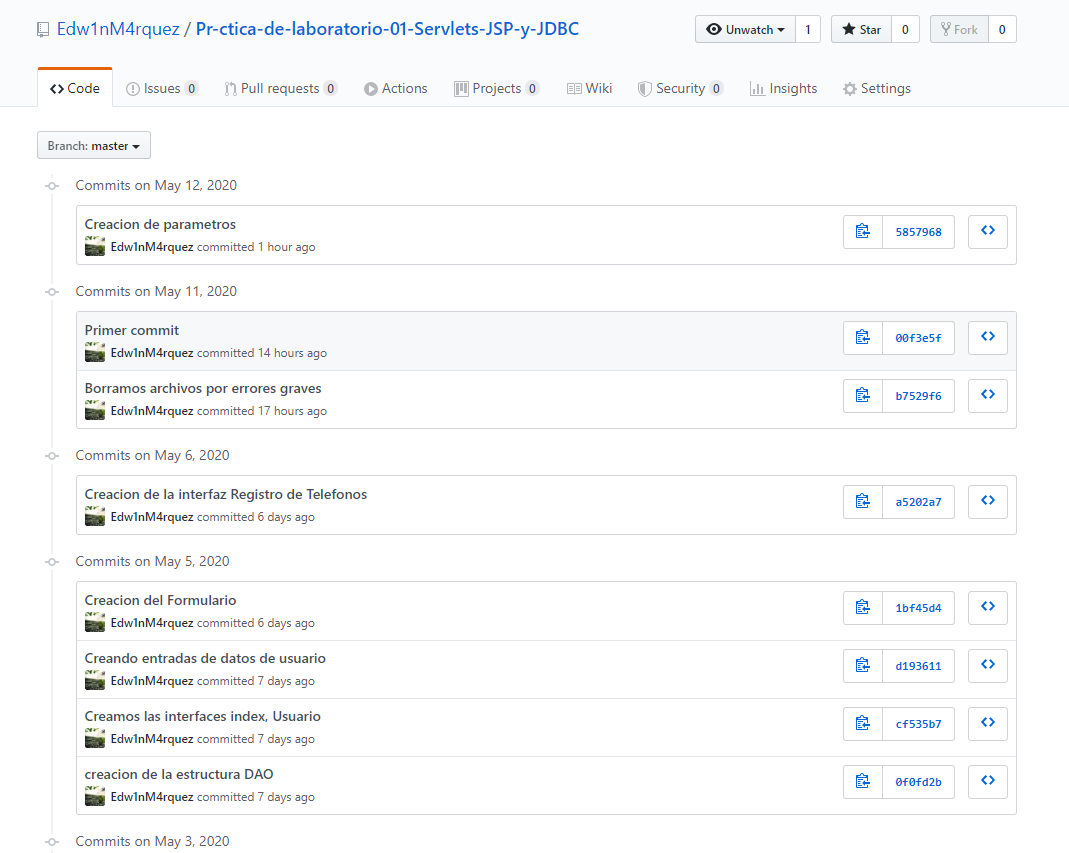 Edw1nM4rquez / Pr-ctica-de-laboratorio-01-Servlets-JSP-y-JDBC
Unwatch 1 Star 0 Fork 0
Code Issues 0 Pull requests 0 Actions Projects 0 Wiki Security 0 Insights Settings
Branch: master
Commits on May 12, 2020
Creacion de parametros
Edw1nM4rquez committed 1 hour ago
5857968
Commits on May 11, 2020
Primer commit
Edw1nM4rquez committed 14 hours ago
00f3e5f
Borramos archivos por errores graves
Edw1nM4rquez committed 17 hours ago
b7529f6
Commits on May 6, 2020
Creacion de la interfaz Registro de Telefonos
Edw1nM4rquez committed 6 days ago
a5202a7
Commits on May 5, 2020
Creacion del Formulario
Edw1nM4rquez committed 6 days ago
1bf45d4
Creando entradas de datos de usuario
Edw1nM4rquez committed 7 days ago
d193611
Creamos las interfaces index, Usuario
Edw1nM4rquez committed 7 days ago
cf535b7
creacion de la estructura DAO
Edw1nM4rquez committed 7 days ago
0f0fd2b
Commits on May 3, 2020